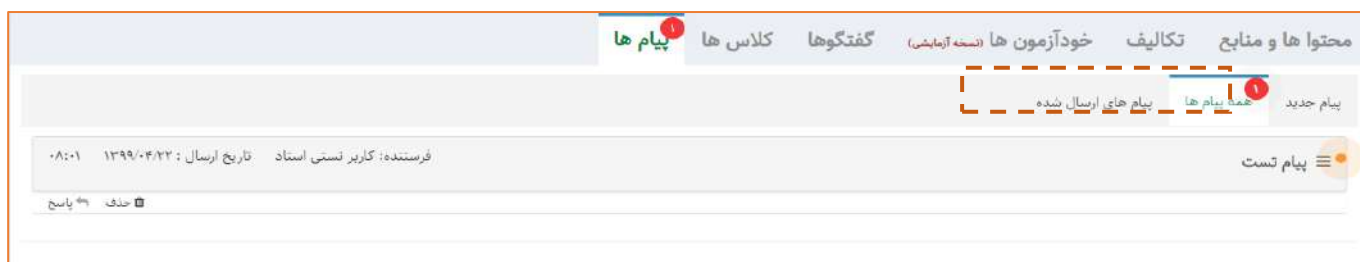 محتوا ها و منابع تکالیف خودآزمون ها (نسخه آزمایشی) گفتگوها کلاس ها پیام ها ۱
پیام جدید همه پیام ها ۱ پیام های ارسال شده
پیام تست فرستنده: کاربر تستی استاد تاریخ ارسال : ۱۳۹۹/۰۴/۲۲ ۰۸:۰۱
حذف پاسخ